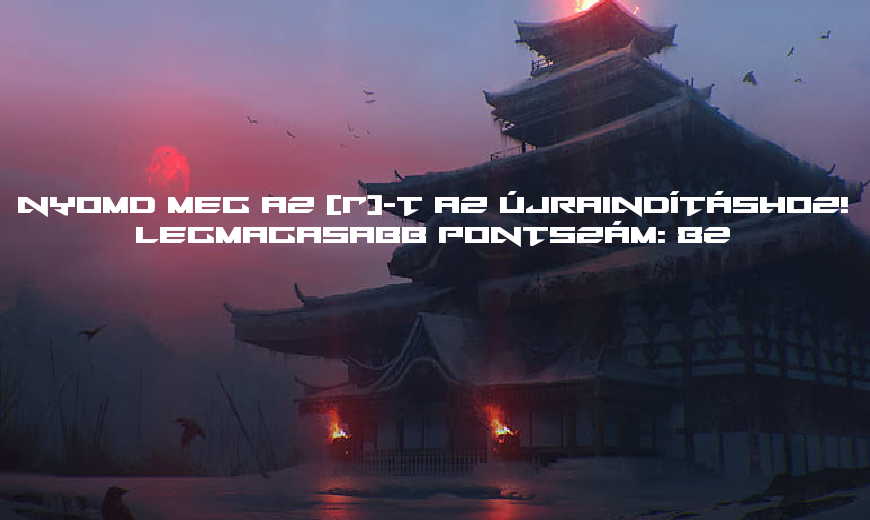 NYOMD MEG AZ [r]-T AZ ÚJRAINDÍTÁSHOZ!
LEGMAGASABB PONTSZÁM: 82